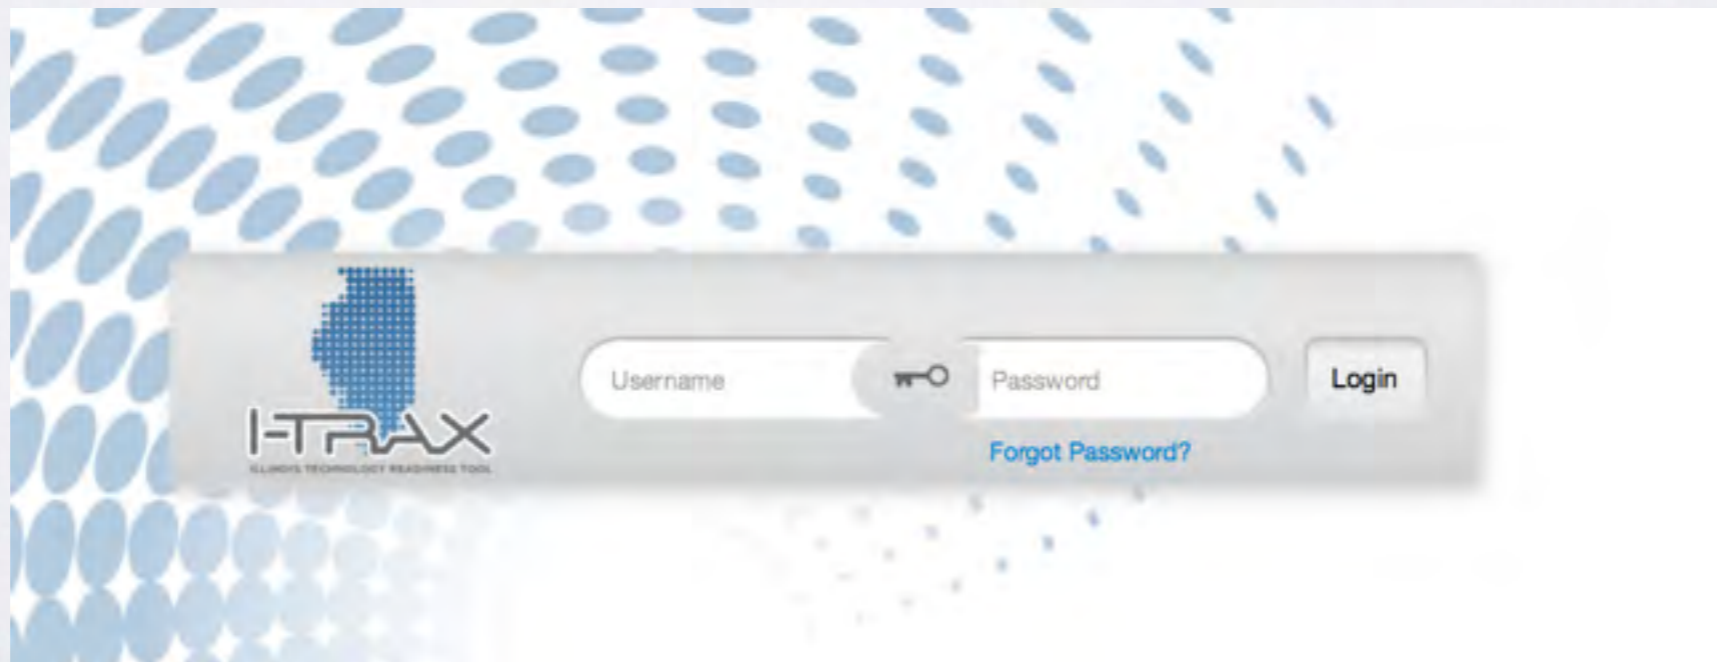 I-TRAX
ILLINOIS TECHNOLOGY READINESS TOOL
Username
Password
Login
Forgot Password?